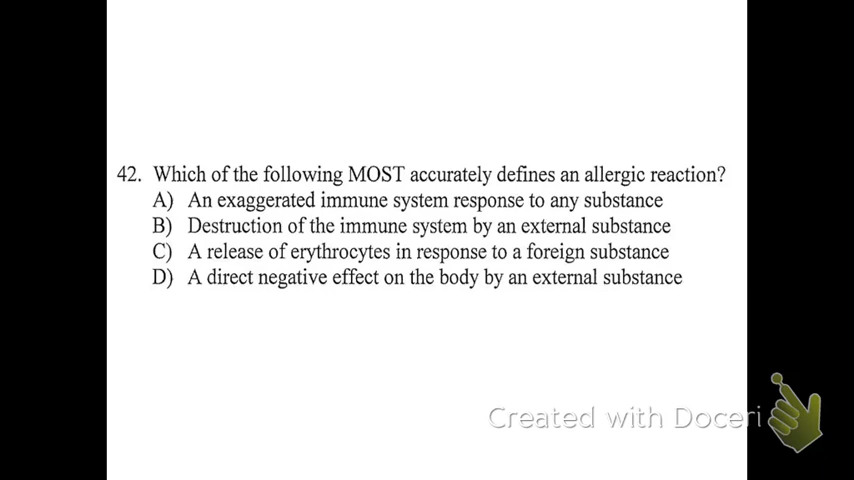 42. Which of the following MOST accurately defines an allergic reaction?
A) An exaggerated immune system response to any substance
B) Destruction of the immune system by an external substance
C) A release of erythrocytes in response to a foreign substance
D) A direct negative effect on the body by an external substance
Created with Doceri